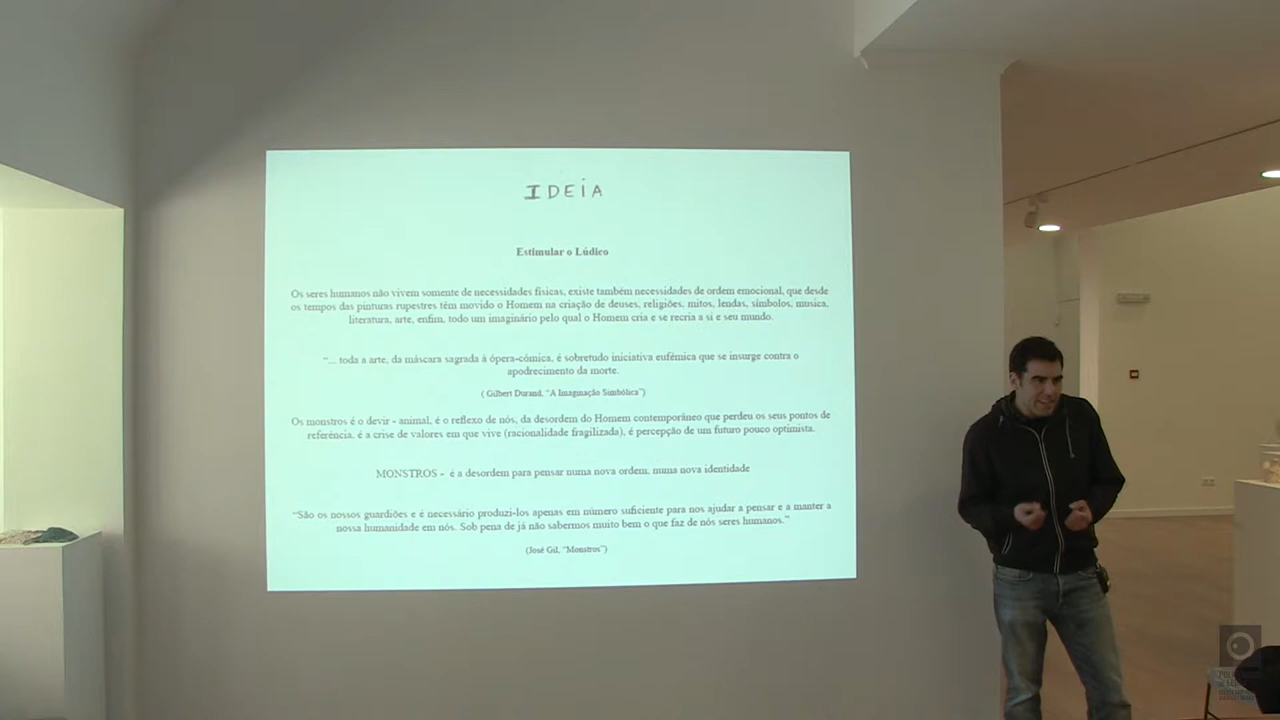 IDEIA
Estimular o Lúdico
Os seres humanos não vivem somente de necessidades físicas, existe também necessidades de ordem emocional, que desde
os tempos das pinturas rupestres têm movido o Homem na criação de deuses, religiões, mitos, lendas, símbolos, musica,
literatura, arte, enfim, todo um imaginário pelo qual o Homem cria e se recria a si e seu mundo.
"... toda a arte, da máscara sagrada à ópera-cómica, é sobretudo iniciativa eufémica que se insurge contra o
apodrecimento da morte.
( Gilbert Durand, "A Imaginação Simbólica")
Os monstros é o devir - animal, é o reflexo de nós, da desordem do Homem contemporâneo que perdeu os seus pontos de
referência, é a crise de valores em que vive (racionalidade fragilizada), é percepção de um futuro pouco optimista.
MONSTROS - é a desordem para pensar numa nova ordem, numa nova identidade
"São os nossos guardiões e é necessário produzi-los apenas em número suficiente para nos ajudar a pensar e a manter a
nossa humanidade em nós. Sob pena de já não sabermos muito bem o que faz de nós seres humanos."
(José Gil, "Monstros")